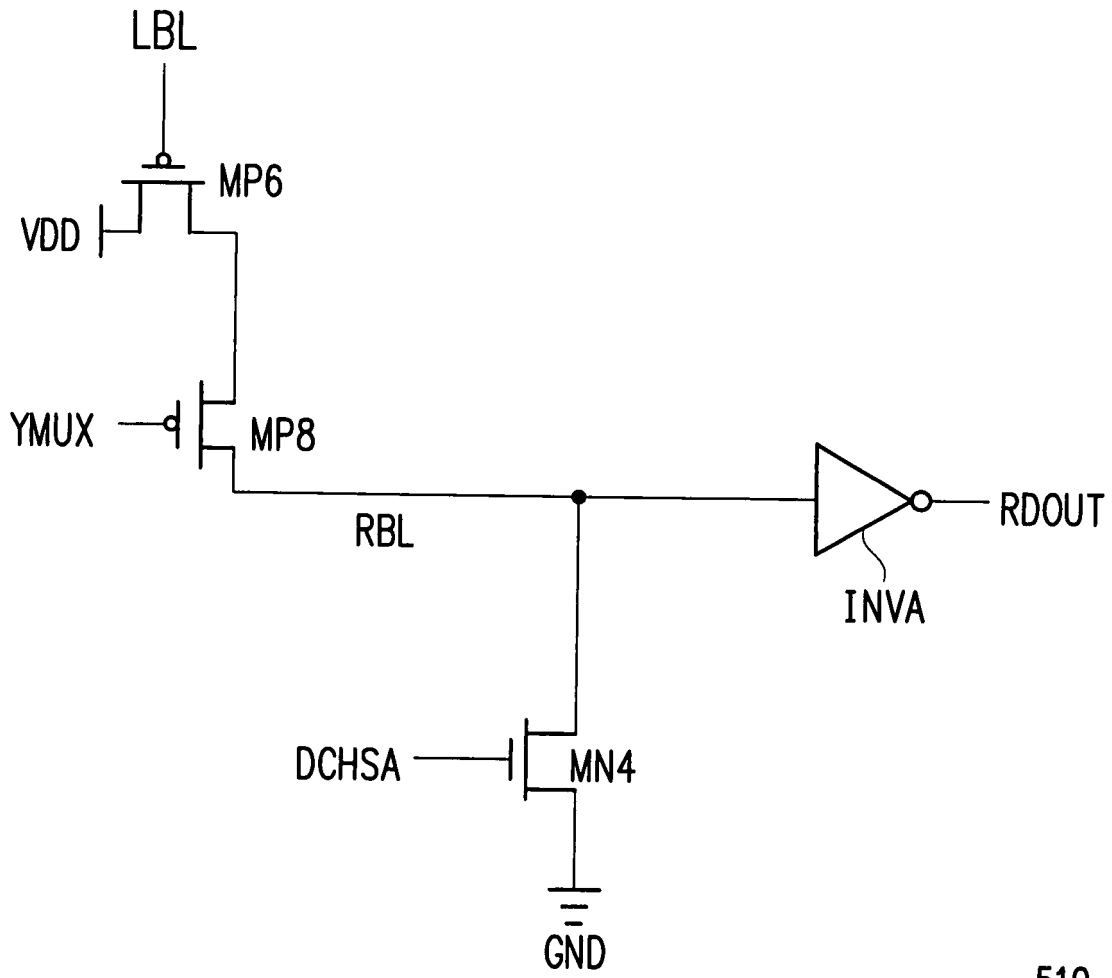 LBL
MP6
VDD
YMUX
MP8
RBL
RDOUT
INVA
DCHSA
MN4
GND